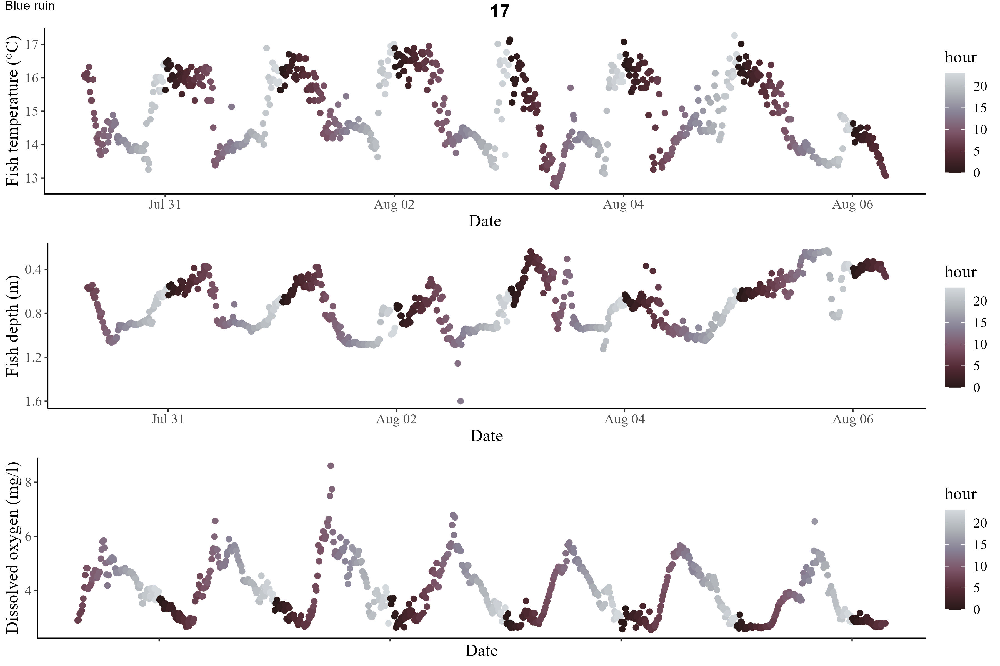 Blue ruin
17
Fish temperature (°C)
17
16
15
14
13
Jul 31
Aug 02
Aug 04
Aug 06
Date
hour
20
15
10
5
0
Fish depth (m)
0.4
0.8
1.2
1.6
Jul 31
Aug 02
Aug 04
Aug 06
Date
hour
20
15
10
5
0
Dissolved oxygen (mg/l)
8
6
4
Date
hour
20
15
10
5
0